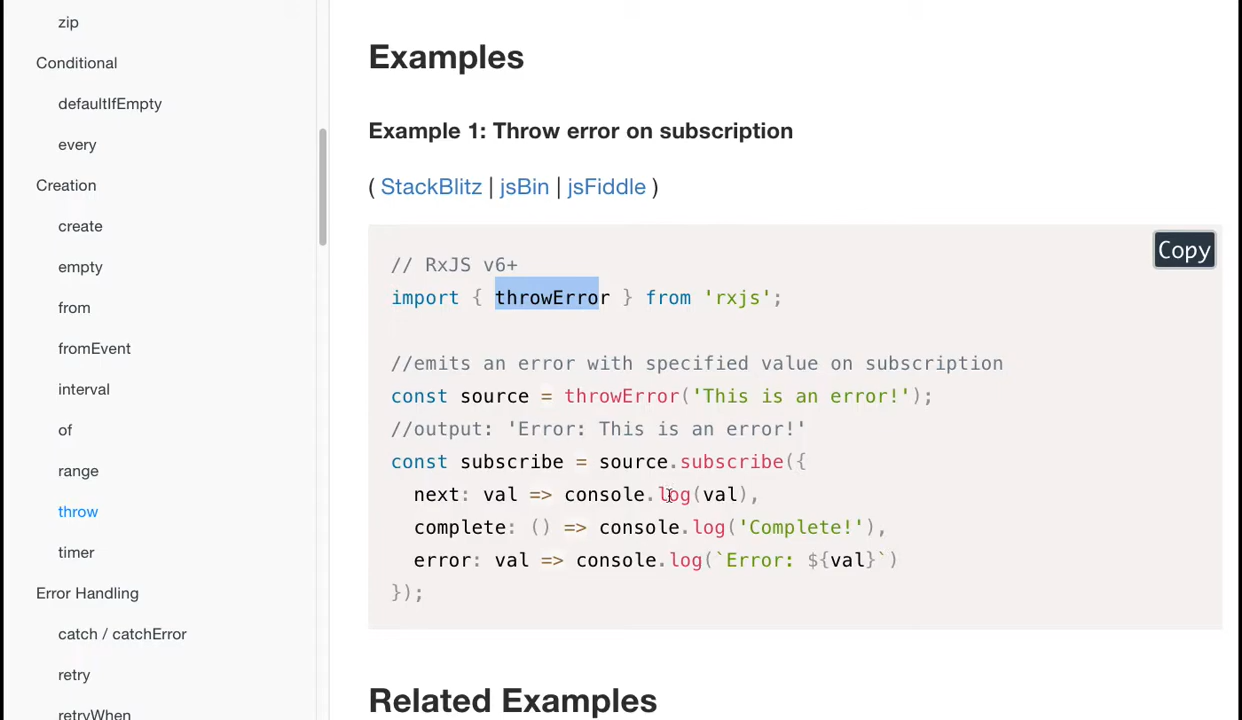 zip
Conditional
defaultIfEmpty
every
Creation
create
empty
from
fromEvent
interval
of
range
throw
timer
Error Handling
catch / catchError
retry
retryWhen
Examples
Example 1: Throw error on subscription
( StackBlitz | jsBin | jsFiddle )
Copy
// RxJS v6+
import { throwError } from 'rxjs';
//emits an error with specified value on subscription
const source = throwError('This is an error!');
//output: 'Error: This is an error!'
const subscribe = source.subscribe({
  next: val => console.log(val),
  complete: () => console.log('Complete!'),
  error: val => console.log(`Error: ${val}`)
});
Related Examples